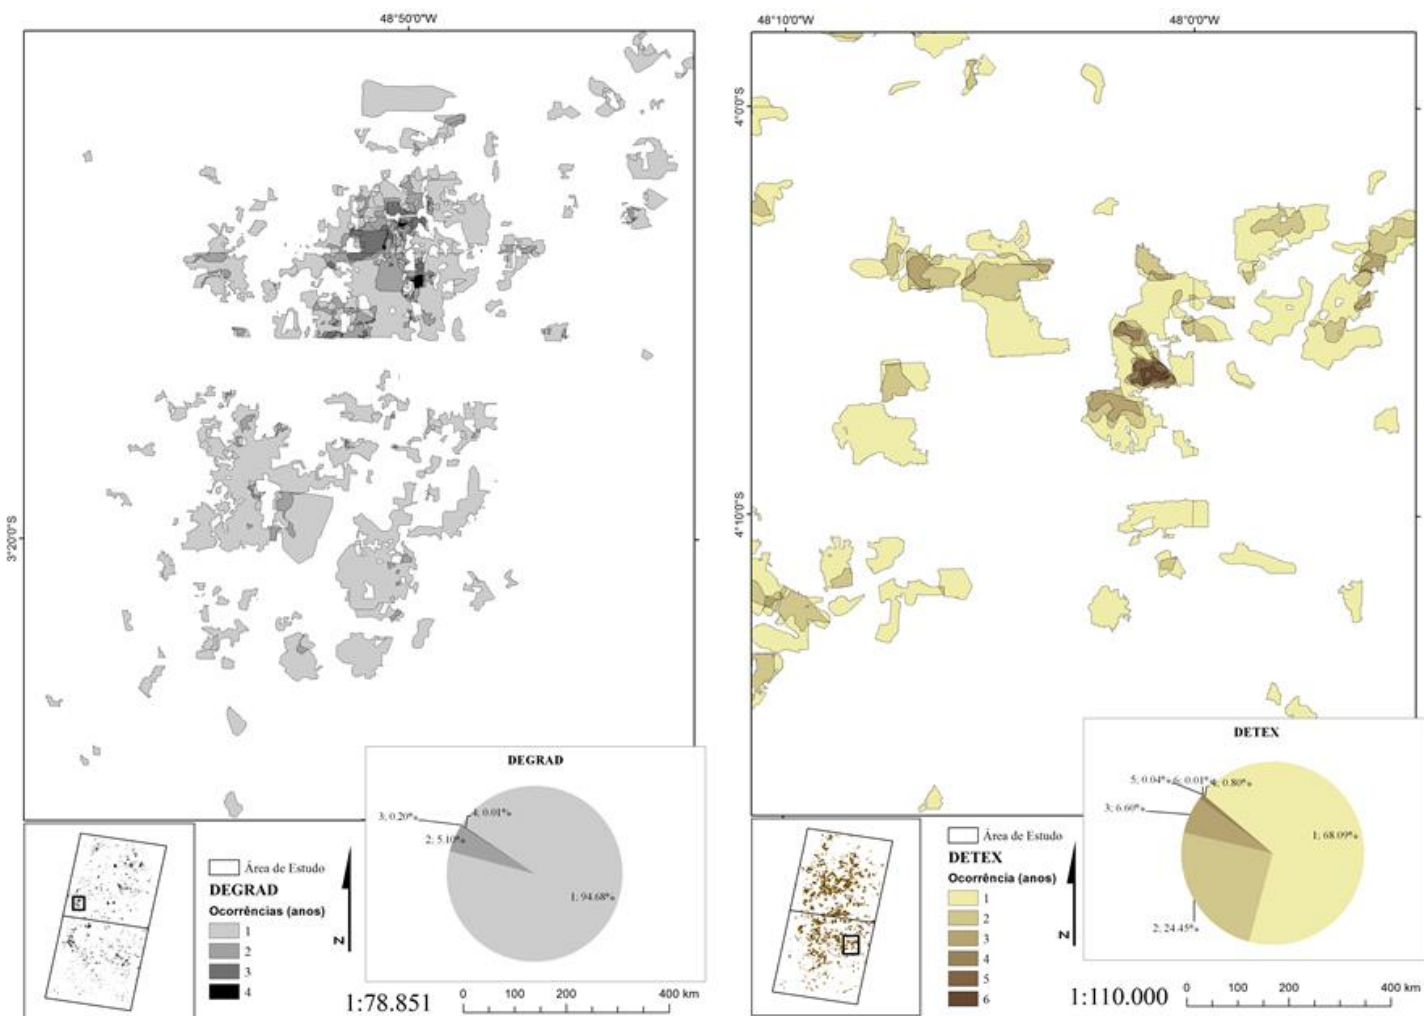 48°50'0"W
3°20'0"S
DEGRAD
3; 0.20%
4; 0.01%
2; 5.10%
1; 94.68%
Área de Estudo
DEGRAD
Ocorrências (anos)
1
2
3
4
N
1:78.851
0 100 200 400 km
48°10'0"W 48°0'0"W
4°0'0"S
4°10'0"S
DETEX
5; 0.04%
6; 0.01%
4; 0.80%
3; 6.60%
1; 68.09%
2; 24.45%
Área de Estudo
DETEX
Ocorrência (anos)
1
2
3
4
5
6
N
1:110.000
0 100 200 400 km